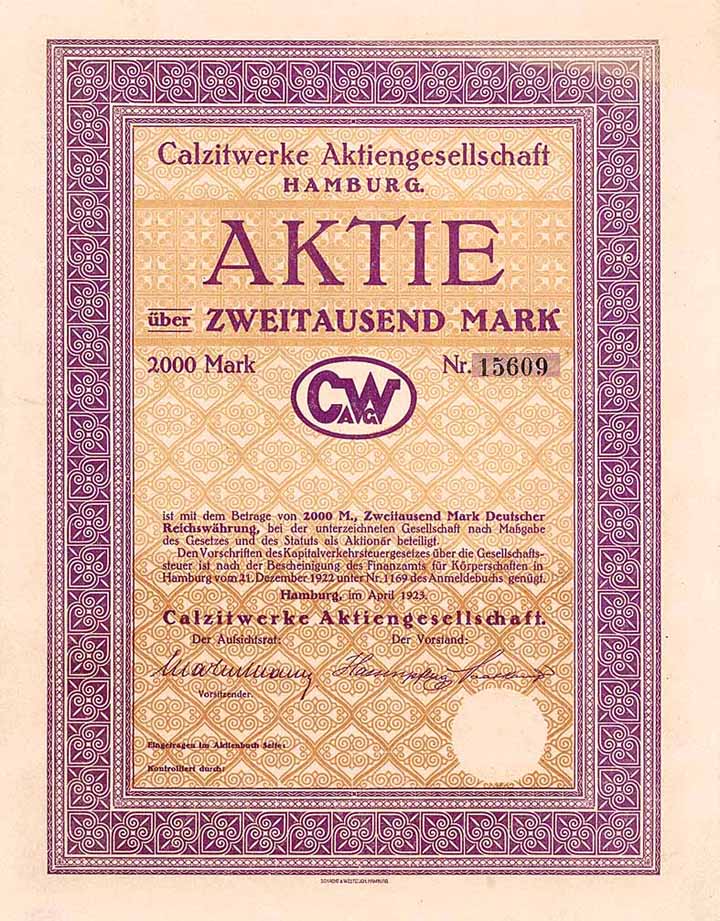 Calzitwerke Aktiengesellschaft
HAMBURG.
AKTIE
über ZWEITAUSEND MARK
2000 Mark
Nr. 15609
CAWG
ist mit dem Betrage von 2000 M., Zweitausend Mark Deutscher
Reichswährung, bei der unterzeichneten Gesellschaft nach Maßgabe
des Gesetzes und des Statuts als Aktionär beteiligt.
Den Vorschriften des Kapitalverkehrsteuergesetzes über die Gesellschafts-
steuer ist nach der Bescheinigung des Finanzamts für Körperschaften in
Hamburg vom 21. Dezember 1922 unter Nr. 1169 des Anmeldebuchs genügt.
Hamburg, im April 1923.
Calzitwerke Aktiengesellschaft.
Der Aufsichtsrat: Der Vorstand:
Vorsitzender.
Eingetragen im Aktienbuch Seite:
Kontrolliert durch: